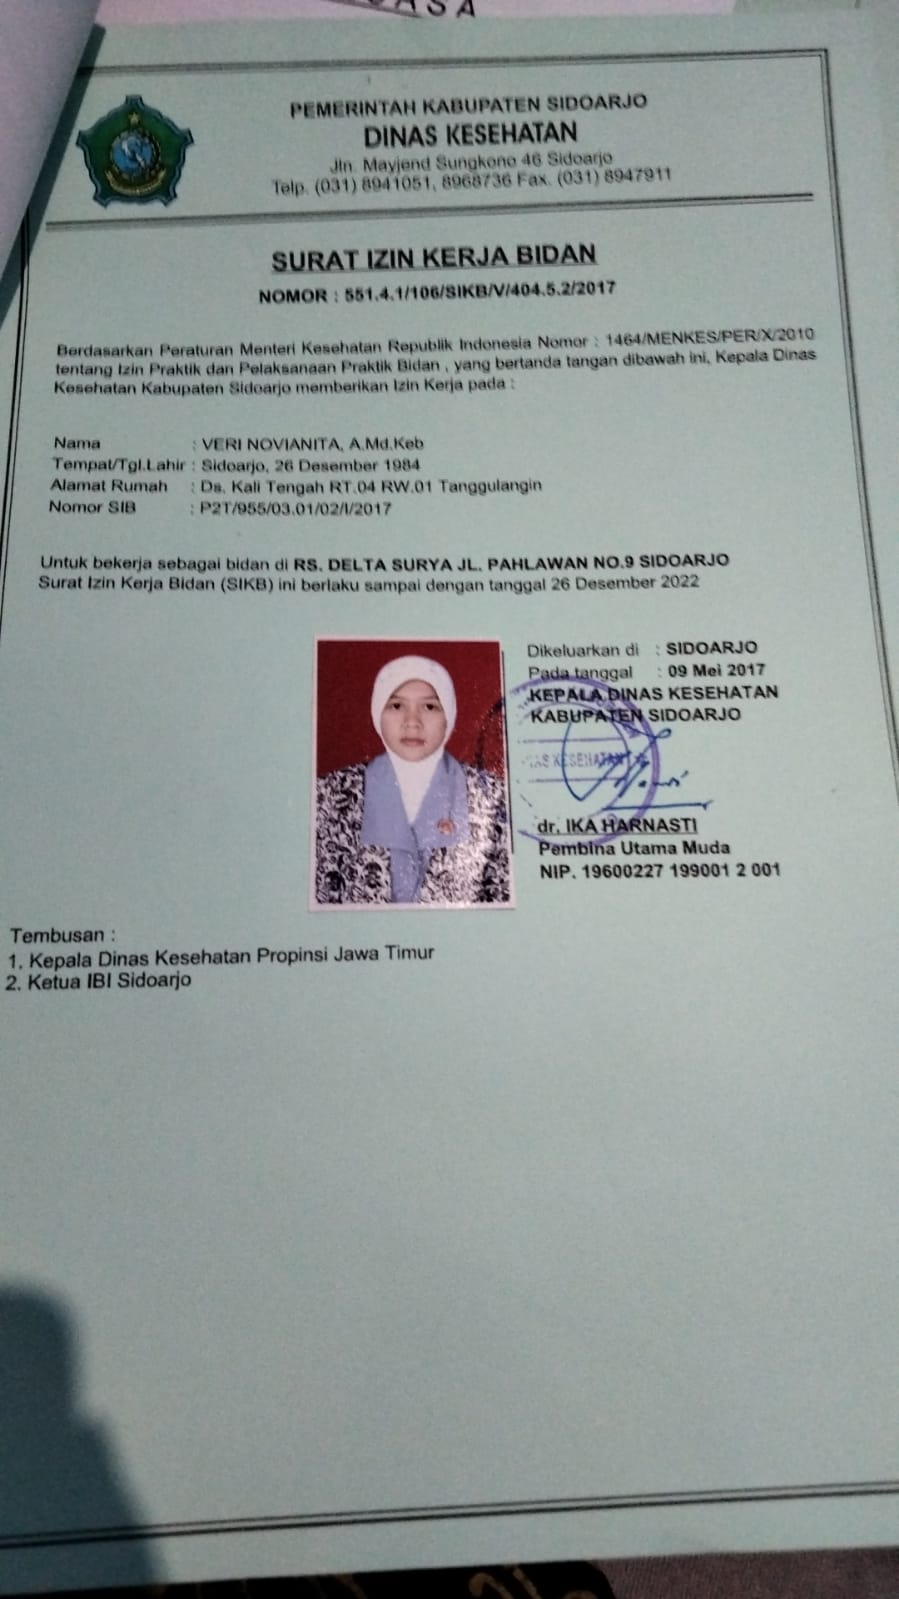 PEMERINTAH KABUPATEN SIDOARJO
DINAS KESEHATAN
Jln. Mayjend Sungkono 46 Sidoarjo
Telp. (031) 8941051, 8968736 Fax. (031) 8947911
SURAT IZIN KERJA BIDAN
NOMOR : 551.4.1/106/SIKB/V/404.5.2/2017
Berdasarkan Peraturan Menteri Kesehatan Republik Indonesia Nomor : 1464/MENKES/PER/X/2010
tentang Izin Praktik dan Pelaksanaan Praktik Bidan , yang bertanda tangan dibawah ini, Kepala Dinas
Kesehatan Kabupaten Sidoarjo memberikan Izin Kerja pada :
Nama : VERI NOVIANITA, A.Md.Keb
Tempat/Tgl.Lahir : Sidoarjo, 26 Desember 1984
Alamat Rumah : Ds. Kali Tengah RT.04 RW.01 Tanggulangin
Nomor SIB : P2T/955/03.01/02/I/2017
Untuk bekerja sebagai bidan di RS. DELTA SURYA JL. PAHLAWAN NO.9 SIDOARJO
Surat Izin Kerja Bidan (SIKB) ini berlaku sampai dengan tanggal 26 Desember 2022
Dikeluarkan di : SIDOARJO
Pada tanggal : 09 Mei 2017
KEPALA DINAS KESEHATAN
KABUPATEN SIDOARJO
KESEHATAN
dr. IKA HARNASTI
Pembina Utama Muda
NIP. 19600227 199001 2 001
Tembusan :
1. Kepala Dinas Kesehatan Propinsi Jawa Timur
2. Ketua IBI Sidoarjo